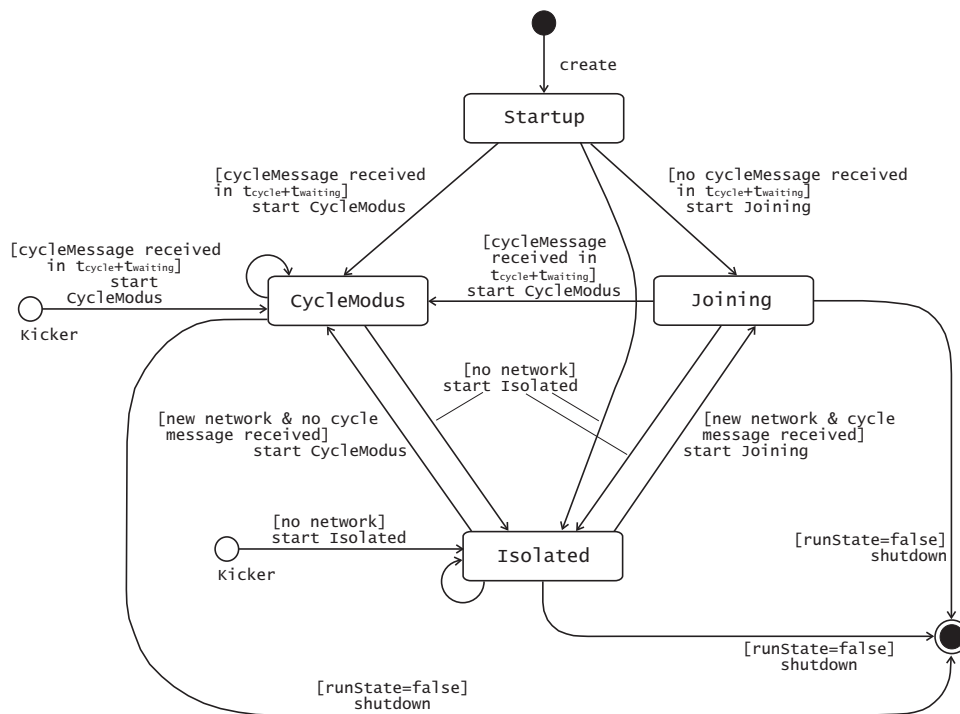 create
Startup
[cycleMessage received
in tcycle+twaiting]
start CycleModus
[no cycleMessage received
in tcycle+twaiting]
start Joining
[cycleMessage received
in tcycle+twaiting]
start
CycleModus
[cycleMessage
received in
tcycle+twaiting]
start CycleModus
CycleModus
Joining
Kicker
[no network]
start Isolated
[new network & no cycle
message received]
start CycleModus
[new network & cycle
message received]
start Joining
[no network]
start Isolated
Kicker
Isolated
[runState=false]
shutdown
[runState=false]
shutdown
[runState=false]
shutdown